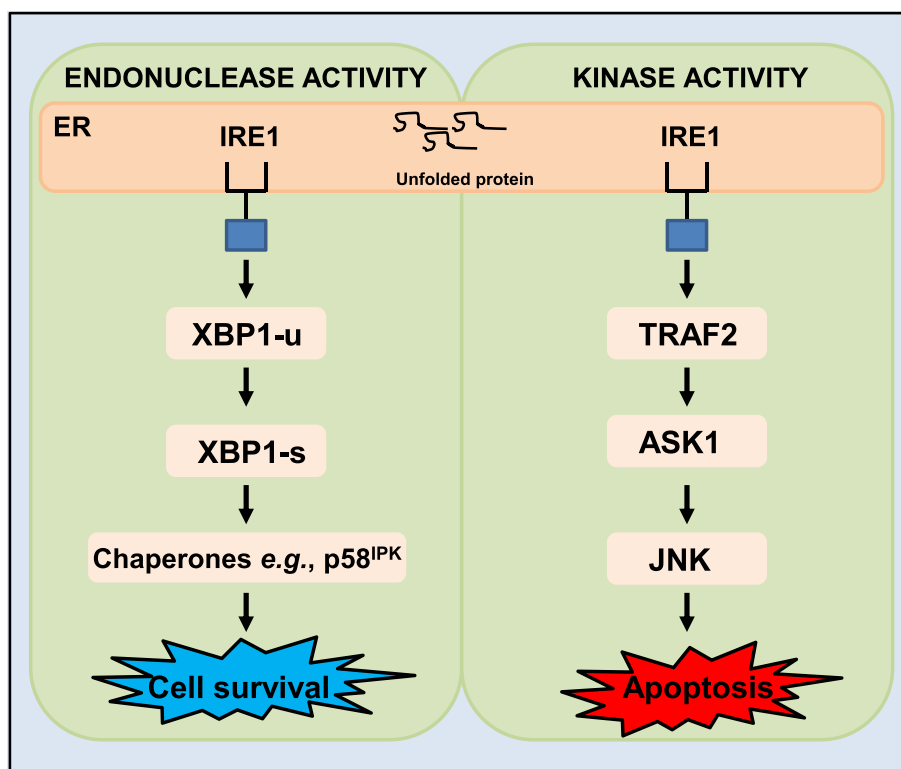 ENDONUCLEASE ACTIVITY
KINASE ACTIVITY
ER
IRE1
IRE1
Unfolded protein
XBP1-u
XBP1-s
Chaperones e.g., p58IPK
Cell survival
TRAF2
ASK1
JNK
Apoptosis